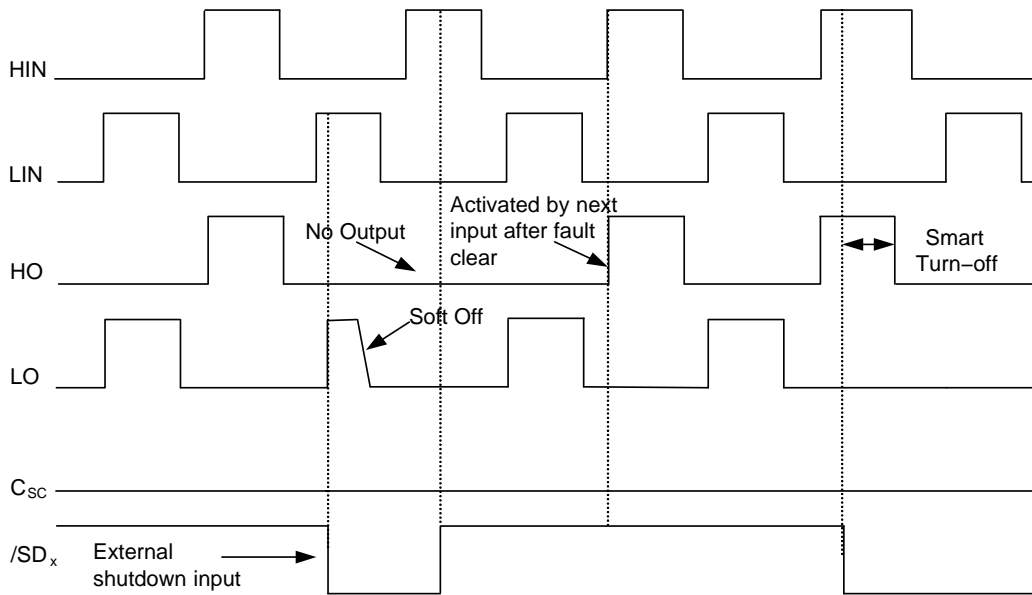 HIN
LIN
HO
No Output
Activated by next
input after fault
clear
Smart
Turn−off
LO
Soft Off
CSC
/SDx
External
shutdown input